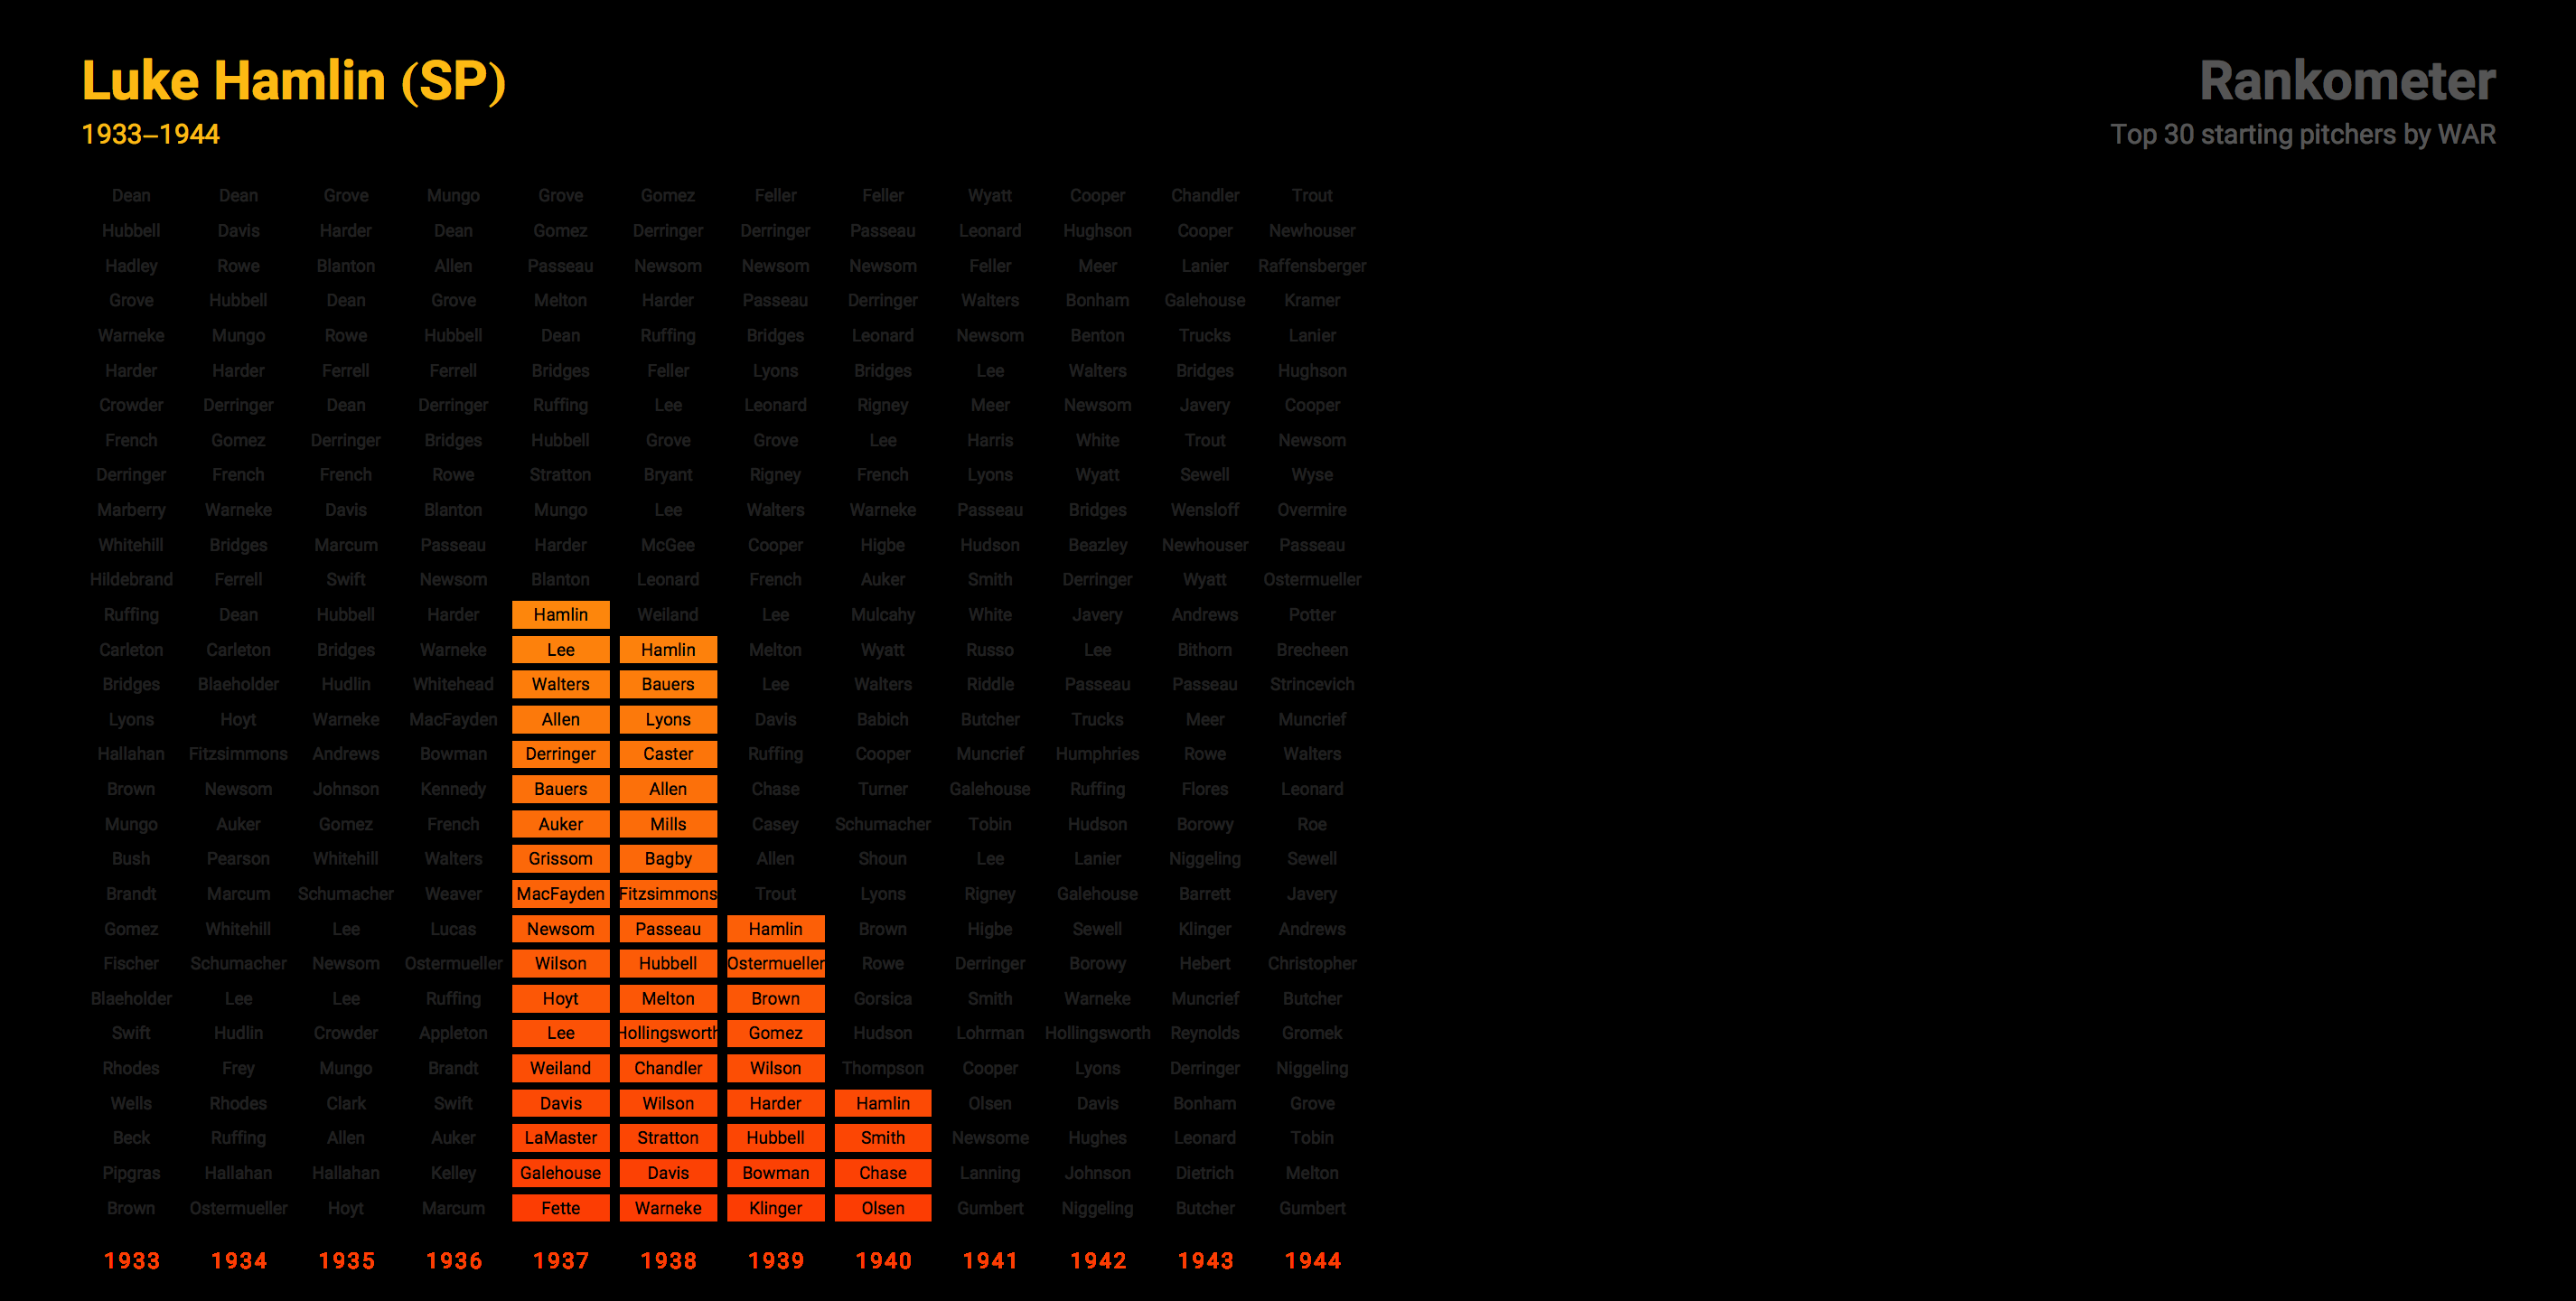 Luke Hamlin (SP)
1933–1944
Rankometer
Top 30 starting pitchers by WAR
Dean Dean Grove Mungo Grove Gomez Feller Feller Wyatt Cooper Chandler Trout
Hubbell Davis Harder Dean Gomez Derringer Derringer Passeau Leonard Hughson Cooper Newhouser
Hadley Rowe Blanton Allen Passeau Newsom Newsom Newsom Feller Meer Lanier Raffensberger
Grove Hubbell Dean Grove Melton Harder Passeau Derringer Walters Bonham Galehouse Kramer
Warneke Mungo Rowe Hubbell Dean Ruffing Bridges Leonard Newsom Benton Trucks Lanier
Harder Harder Ferrell Ferrell Bridges Feller Lyons Bridges Lee Walters Bridges Hughson
Crowder Derringer Dean Derringer Ruffing Lee Leonard Rigney Meer Newsom Javery Cooper
French Gomez Derringer Bridges Hubbell Grove Grove Lee Harris White Trout Newsom
Derringer French French Rowe Stratton Bryant Rigney French Lyons Wyatt Sewell Wyse
Marberry Warneke Davis Blanton Mungo Lee Walters Warneke Passeau Bridges Wensloff Overmire
Whitehill Bridges Marcum Passeau Harder McGee Cooper Higbe Hudson Beazley Newhouser Passeau
Hildebrand Ferrell Swift Newsom Blanton Leonard French Auker Smith Derringer Wyatt Ostermueller
Ruffing Dean Hubbell Harder Hamlin Weiland Lee Mulcahy White Javery Andrews Potter
Carleton Carleton Bridges Warneke Lee Hamlin Melton Wyatt Russo Lee Bithorn Brecheen
Bridges Blaeholder Hudlin Whitehead Walters Bauers Lee Walters Riddle Passeau Passeau Strincevich
Lyons Hoyt Warneke MacFayden Allen Lyons Davis Babich Butcher Trucks Meer Muncrief
Hallahan Fitzsimmons Andrews Bowman Derringer Caster Ruffing Cooper Muncrief Humphries Rowe Walters
Brown Newsom Johnson Kennedy Bauers Allen Chase Turner Galehouse Ruffing Flores Leonard
Mungo Auker Gomez French Auker Mills Casey Schumacher Tobin Hudson Borowy Roe
Bush Pearson Whitehill Walters Grissom Bagby Allen Shoun Lee Lanier Niggeling Sewell
Brandt Marcum Schumacher Weaver MacFayden Fitzsimmons Trout Lyons Rigney Galehouse Barrett Javery
Gomez Whitehill Lee Lucas Newsom Passeau Hamlin Brown Higbe Sewell Klinger Andrews
Fischer Schumacher Newsom Ostermueller Wilson Hubbell Ostermueller Rowe Derringer Borowy Hebert Christopher
Blaeholder Lee Lee Ruffing Hoyt Melton Brown Gorsica Smith Warneke Muncrief Butcher
Swift Hudlin Crowder Appleton Lee Hollingsworth Gomez Hudson Lohrman Hollingsworth Reynolds Gromek
Rhodes Frey Mungo Brandt Weiland Chandler Wilson Thompson Cooper Lyons Derringer Niggeling
Wells Rhodes Clark Swift Davis Wilson Harder Hamlin Olsen Davis Bonham Grove
Beck Ruffing Allen Auker LaMaster Stratton Hubbell Smith Newsome Hughes Leonard Tobin
Pipgras Hallahan Hallahan Kelley Galehouse Davis Bowman Chase Lanning Johnson Dietrich Melton
Brown Ostermueller Hoyt Marcum Fette Warneke Klinger Olsen Gumbert Niggeling Butcher Gumbert
1933 1934 1935 1936 1937 1938 1939 1940 1941 1942 1943 1944